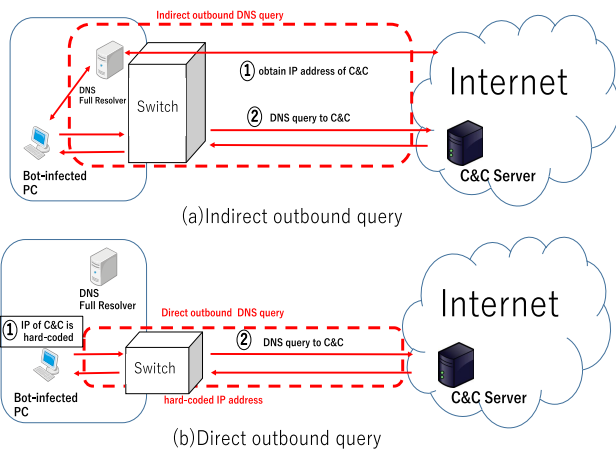 Indirect outbound DNS query
DNS
Full Resolver
① obtain IP address of C&C
Internet
Switch
② DNS query to C&C
Bot-infected
PC
C&C Server
(a)Indirect outbound query
DNS
Full Resolver
Direct outbound DNS query
Internet
① IP of C&C is
hard-coded
② DNS query to C&C
Switch
Bot-infected
PC
hard-coded IP address
C&C Server
(b)Direct outbound query